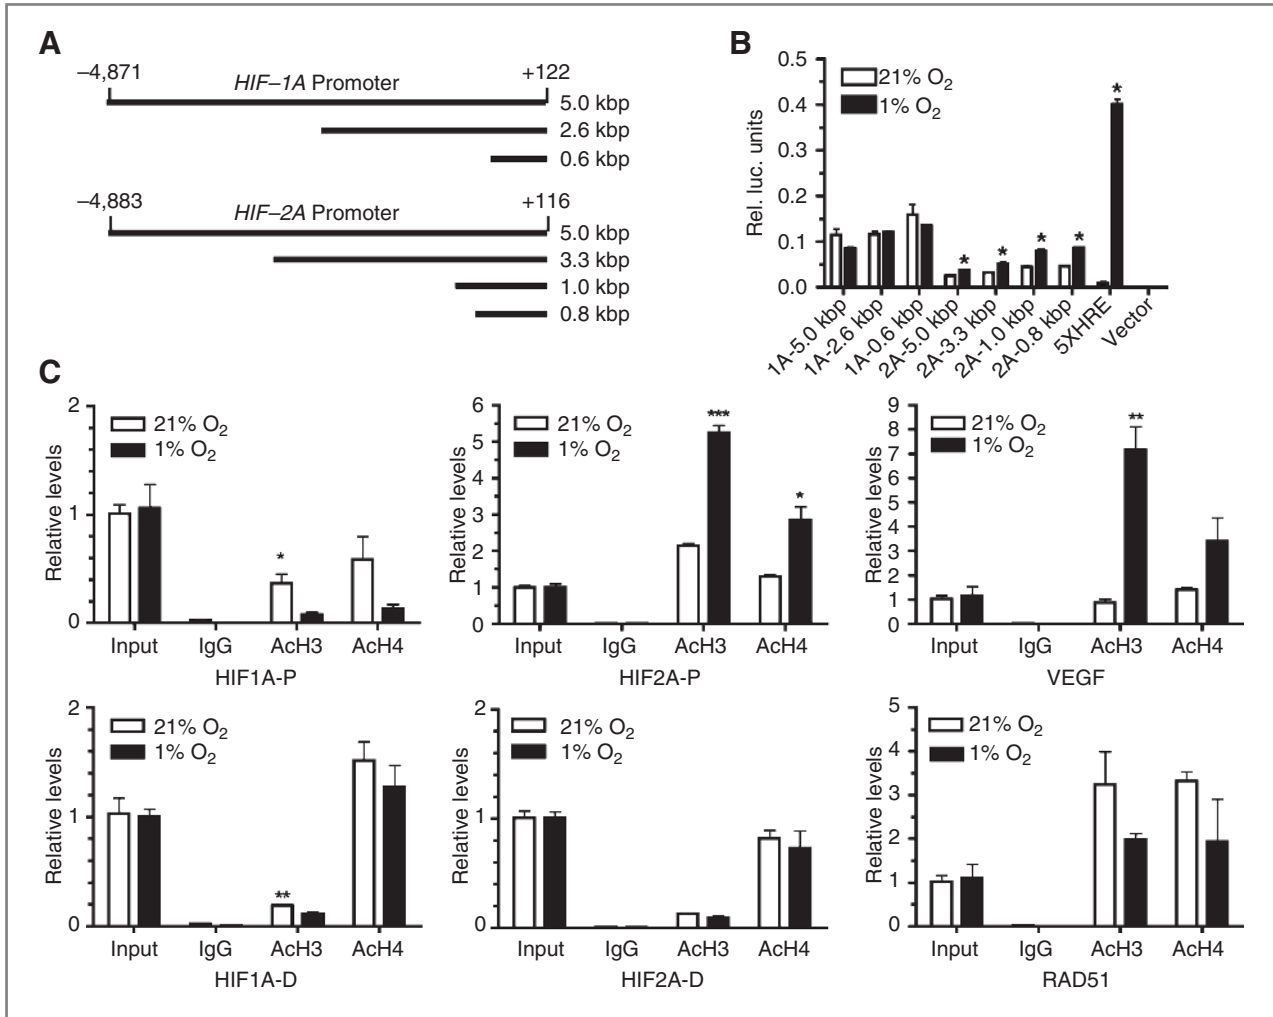 A
–4,871
HIF–1A Promoter
+122
5.0 kbp
2.6 kbp
0.6 kbp
–4,883
HIF–2A Promoter
+116
5.0 kbp
3.3 kbp
1.0 kbp
0.8 kbp
B
Rel. luc. units
0.5
0.4
0.3
0.2
0.1
0.0
21% O2
1% O2
*
*
*
*
*
1A-5.0 kbp
1A-2.6 kbp
1A-0.6 kbp
2A-5.0 kbp
2A-3.3 kbp
2A-1.0 kbp
2A-0.8 kbp
5XHRE
Vector
C
Relative levels
2
1
0
21% O2
1% O2
*
Input IgG AcH3 AcH4
HIF1A-P
Relative levels
6
5
4
3
2
1
0
21% O2
1% O2
***
*
Input IgG AcH3 AcH4
HIF2A-P
Relative levels
9
8
7
6
5
4
3
2
1
0
21% O2
1% O2
**
Input IgG AcH3 AcH4
VEGF
Relative levels
2
1
0
21% O2
1% O2
**
Input IgG AcH3 AcH4
HIF1A-D
Relative levels
2
1
0
21% O2
1% O2
Input IgG AcH3 AcH4
HIF2A-D
Relative levels
5
4
3
2
1
0
21% O2
1% O2
Input IgG AcH3 AcH4
RAD51